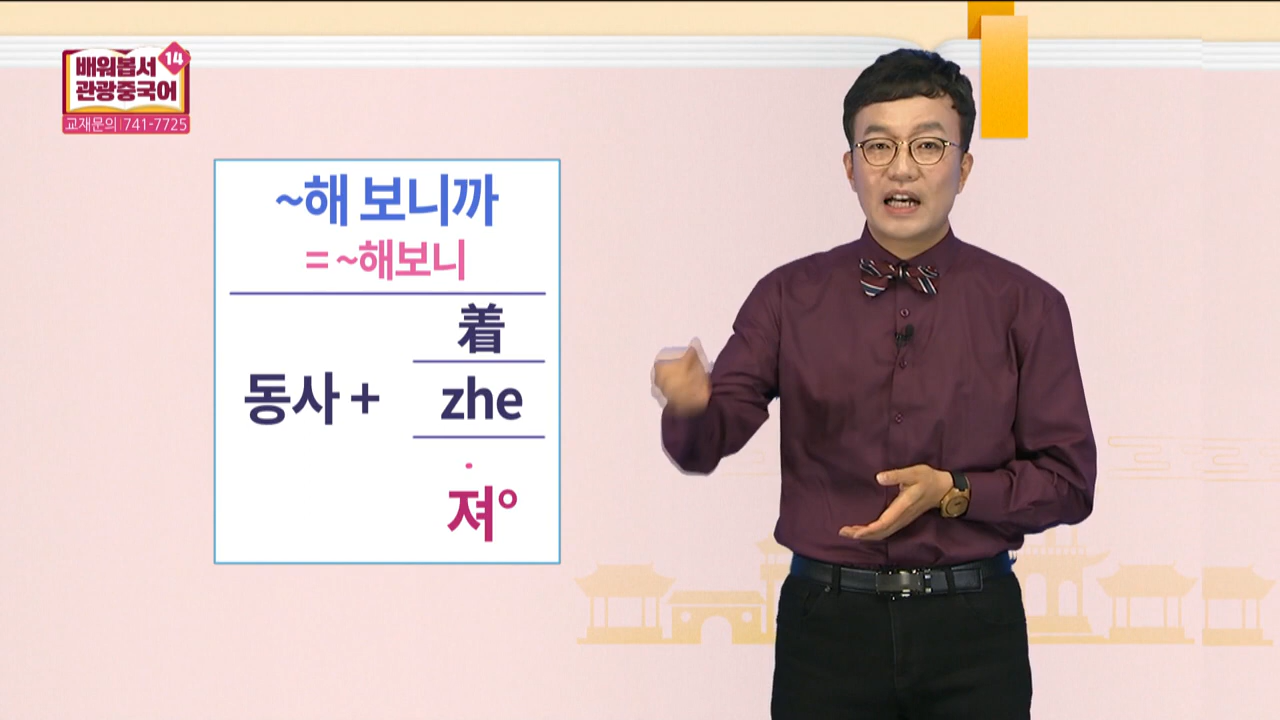 배워봅서
14
관광중국어
교재문의 | 741-7725
~해 보니까
= ~해보니
着
동사 + zhe
져°